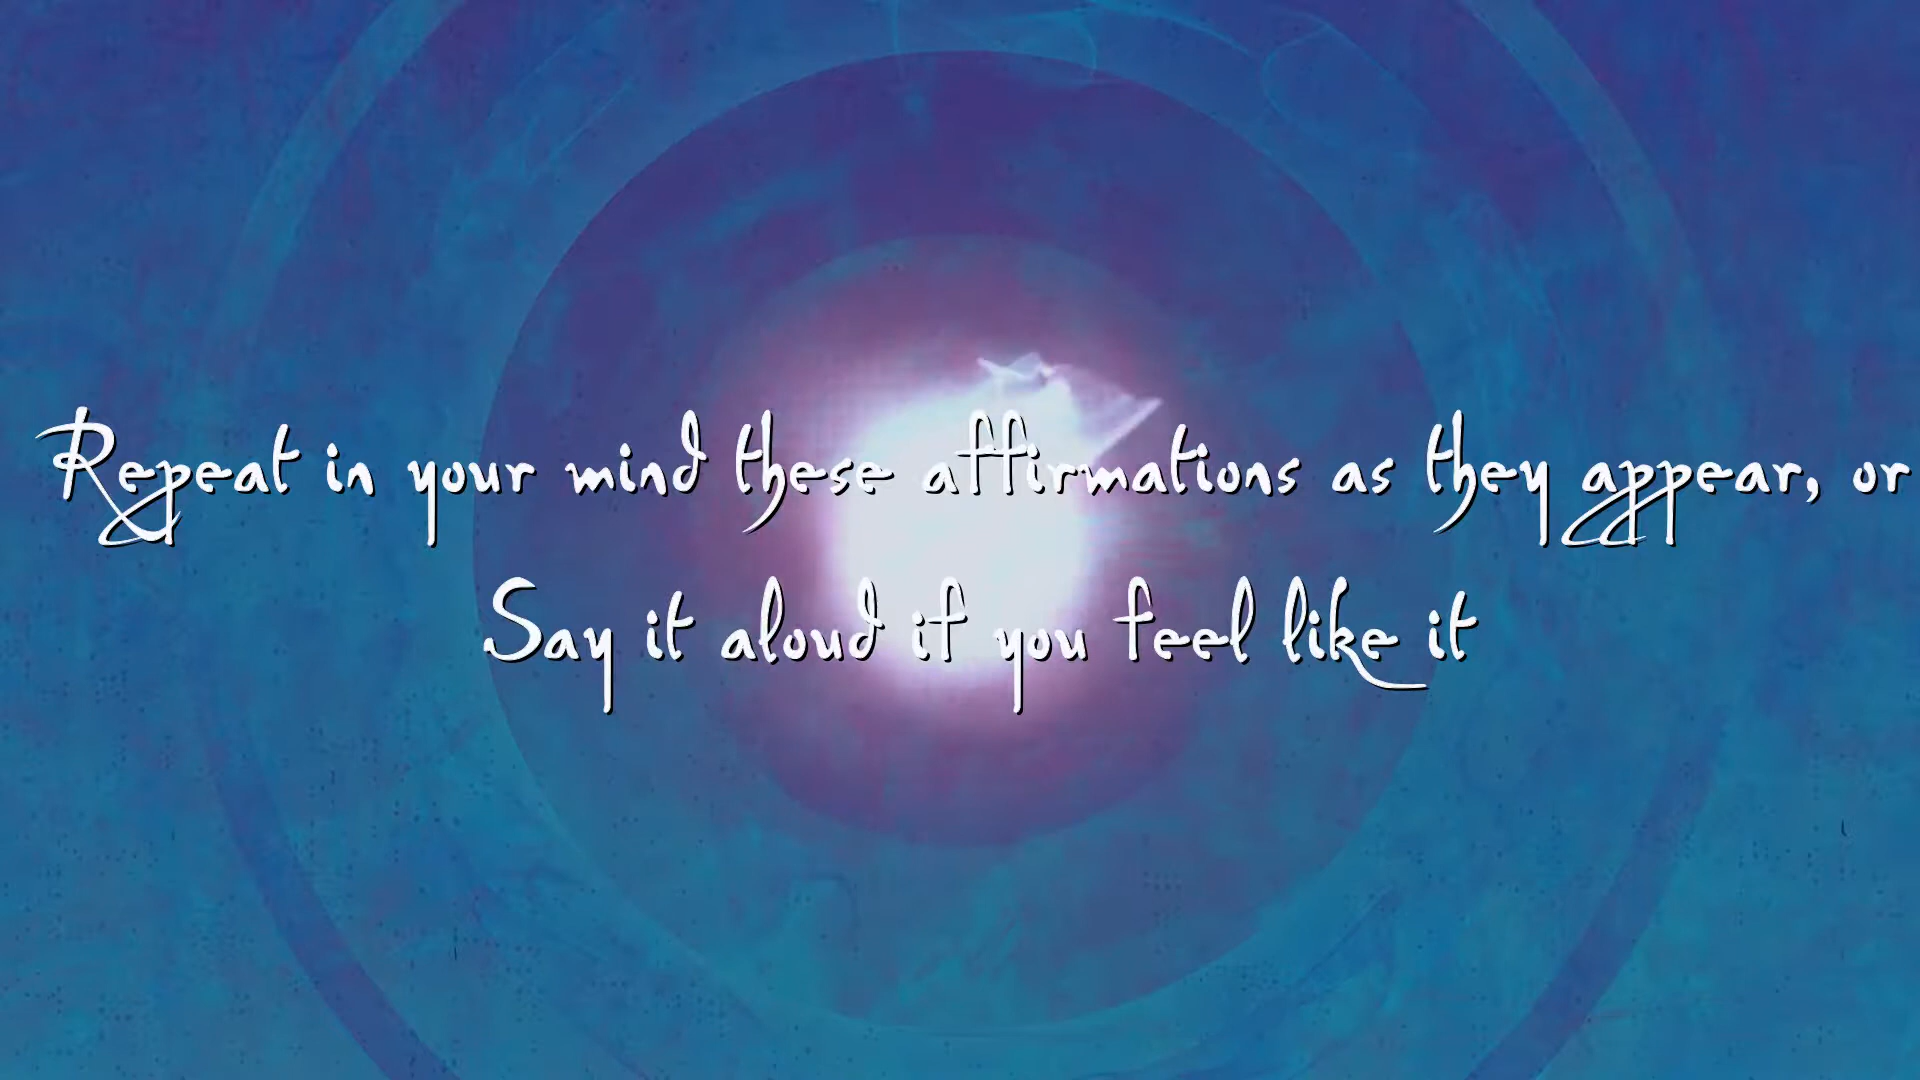 Repeat in your mind these affirmations as they appear, or
Say it aloud if you feel like it